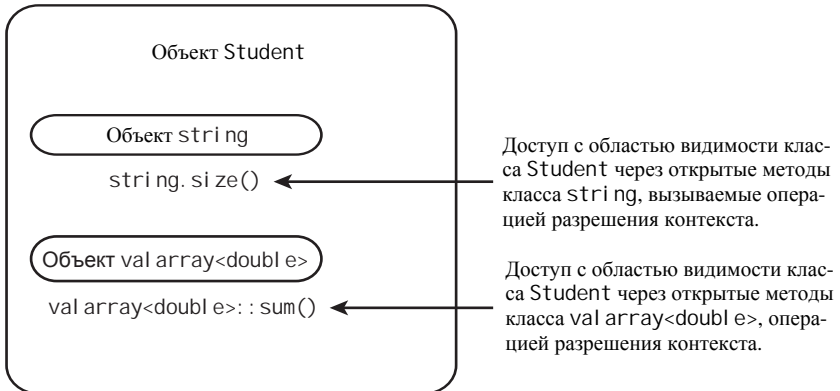 Объект Student
Объект string
string.size()
Доступ с областью видимости клас-
са Student через открытые методы
класса string, вызываемые опера-
цией разрешения контекста.
Объект valarray<double>
valarray<double>::sum()
Доступ с областью видимости клас-
са Student через открытые методы
класса valarray<double>, опера-
цией разрешения контекста.